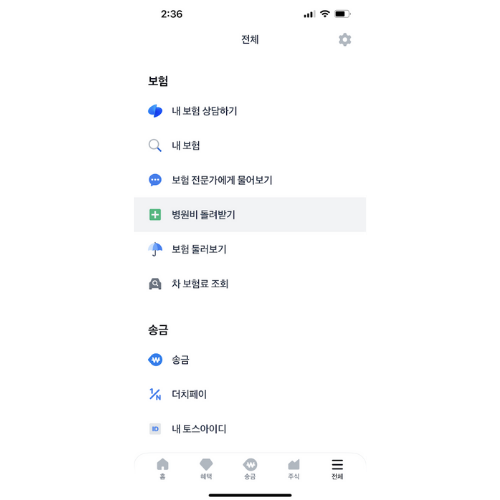 2:36
전체
보험
내 보험 상담하기
내 보험
보험 전문가에게 물어보기
병원비 돌려받기
보험 둘러보기
차 보험료 조회
송금
₩ 송금
1/N 더치페이
ID 내 토스아이디
홈 혜택 송금 주식 전체